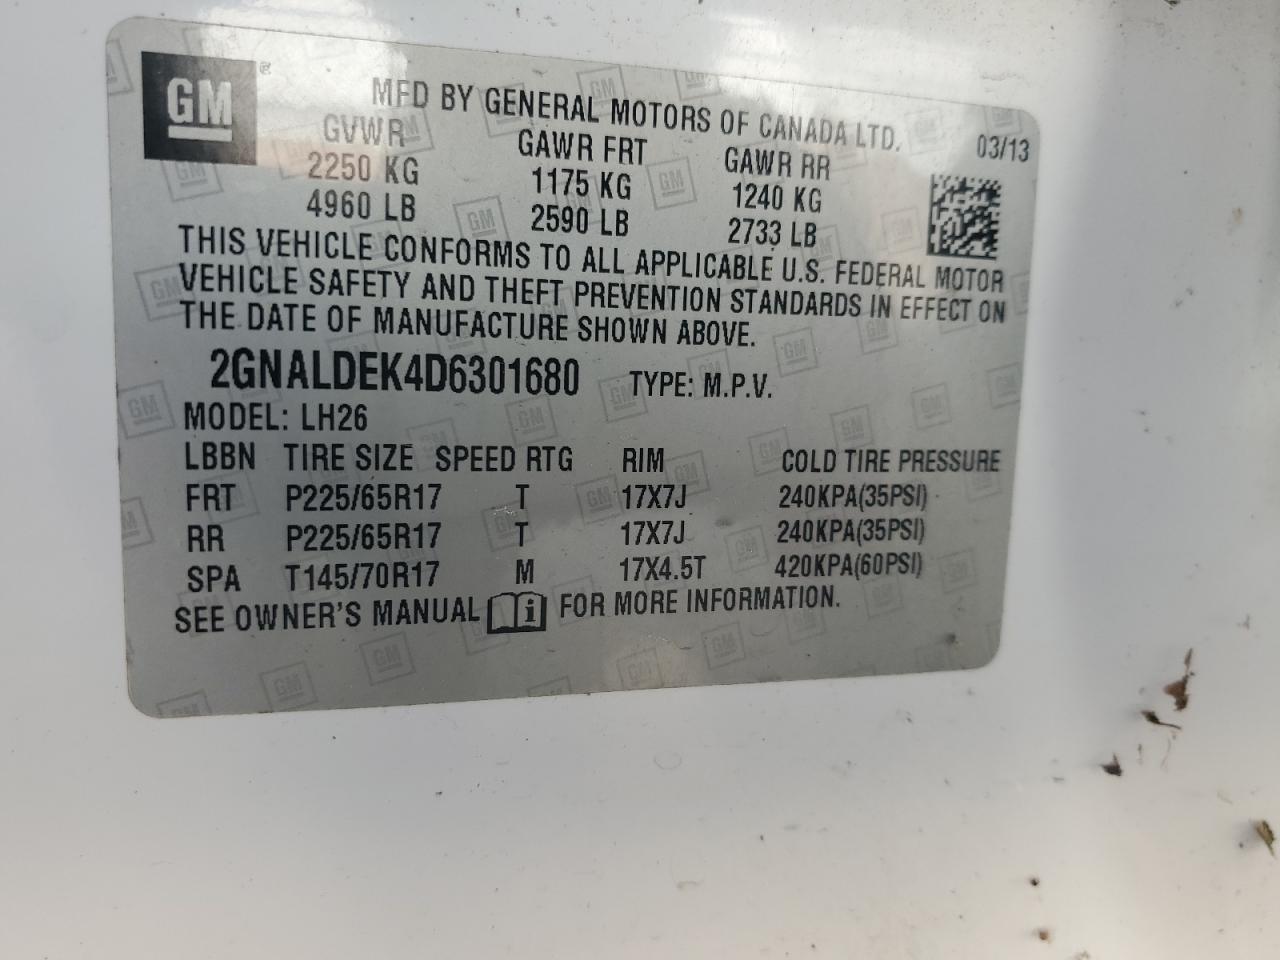 GM
MFD BY GENERAL MOTORS OF CANADA LTD. 03/13
GVWR GAWR FRT GAWR RR
2250 KG 1175 KG 1240 KG
4960 LB 2590 LB 2733 LB
THIS VEHICLE CONFORMS TO ALL APPLICABLE U.S. FEDERAL MOTOR
VEHICLE SAFETY AND THEFT PREVENTION STANDARDS IN EFFECT ON
THE DATE OF MANUFACTURE SHOWN ABOVE.
2GNALDEK4D6301680 TYPE: M.P.V.
MODEL: LH26
LBBN TIRE SIZE SPEED RTG RIM COLD TIRE PRESSURE
FRT P225/65R17 T 17X7J 240KPA(35PSI)
RR P225/65R17 T 17X7J 240KPA(35PSI)
SPA T145/70R17 M 17X4.5T 420KPA(60PSI)
SEE OWNER'S MANUAL i FOR MORE INFORMATION.